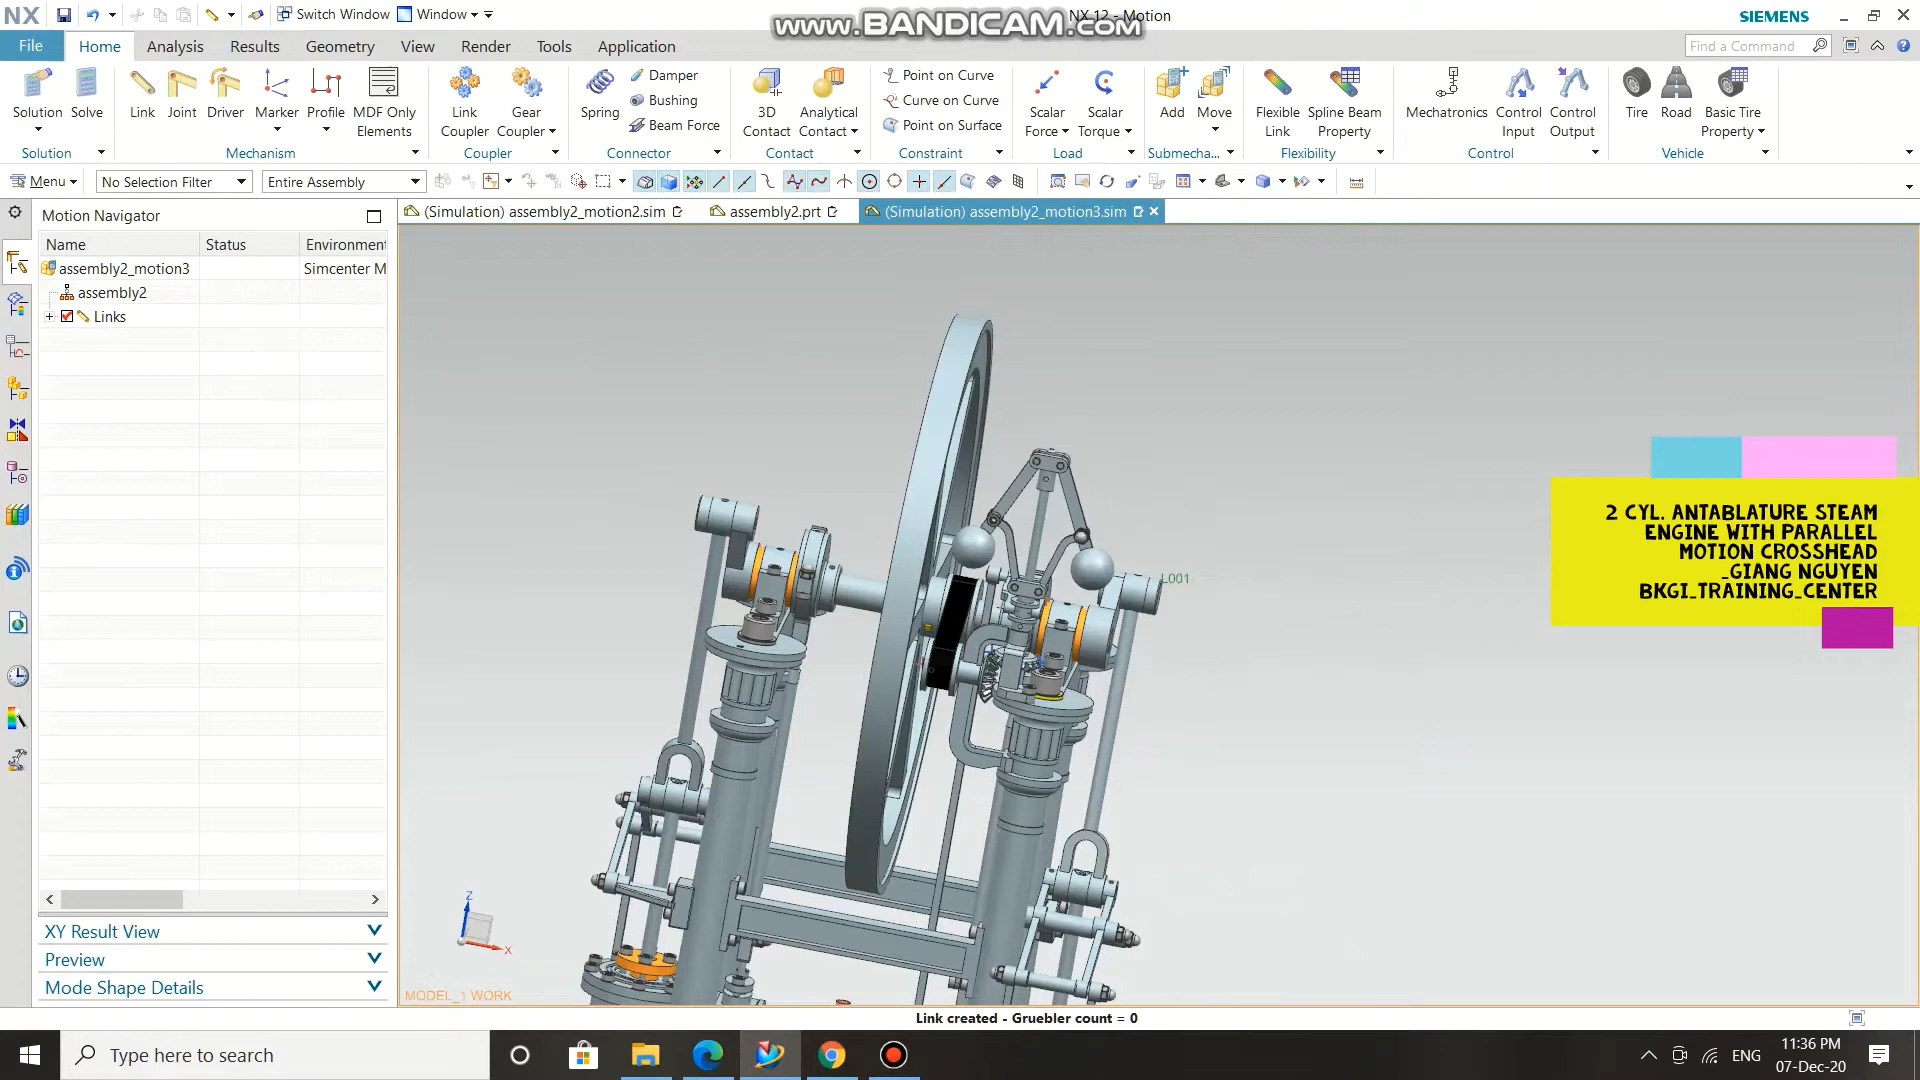 NX
Switch Window
Window
www.BANDICAM.com
NX 12 - Motion
SIEMENS
File
Home
Analysis
Results
Geometry
View
Render
Tools
Application
Find a Command
Solution
Solve
Link
Joint
Driver
Marker
Profile
MDF Only
Elements
Link
Coupler
Gear
Coupler
Spring
Damper
Bushing
Beam Force
3D
Contact
Analytical
Contact
Point on Curve
Curve on Curve
Point on Surface
Scalar
Force
Scalar
Torque
Add
Move
Flexible
Link
Spline Beam
Property
Mechatronics
Control
Input
Control
Output
Tire
Road
Basic Tire
Property
Solution
Mechanism
Coupler
Connector
Contact
Constraint
Load
Submecha...
Flexibility
Control
Vehicle
Menu
No Selection Filter
Entire Assembly
Motion Navigator
(Simulation) assembly2_motion2.sim
assembly2.prt
(Simulation) assembly2_motion3.sim
Name
Status
Environment
assembly2_motion3
Simcenter M
assembly2
Links
L001
2 CYL. ANTABLATURE STEAM
ENGINE WITH PARALLEL
MOTION CROSSHEAD
_GIANG NGUYEN
BKGI_TRAINING_CENTER
Z
X
MODEL_1 WORK
XY Result View
Preview
Mode Shape Details
Link created - Gruebler count = 0
Type here to search
ENG
11:36 PM
07-Dec-20